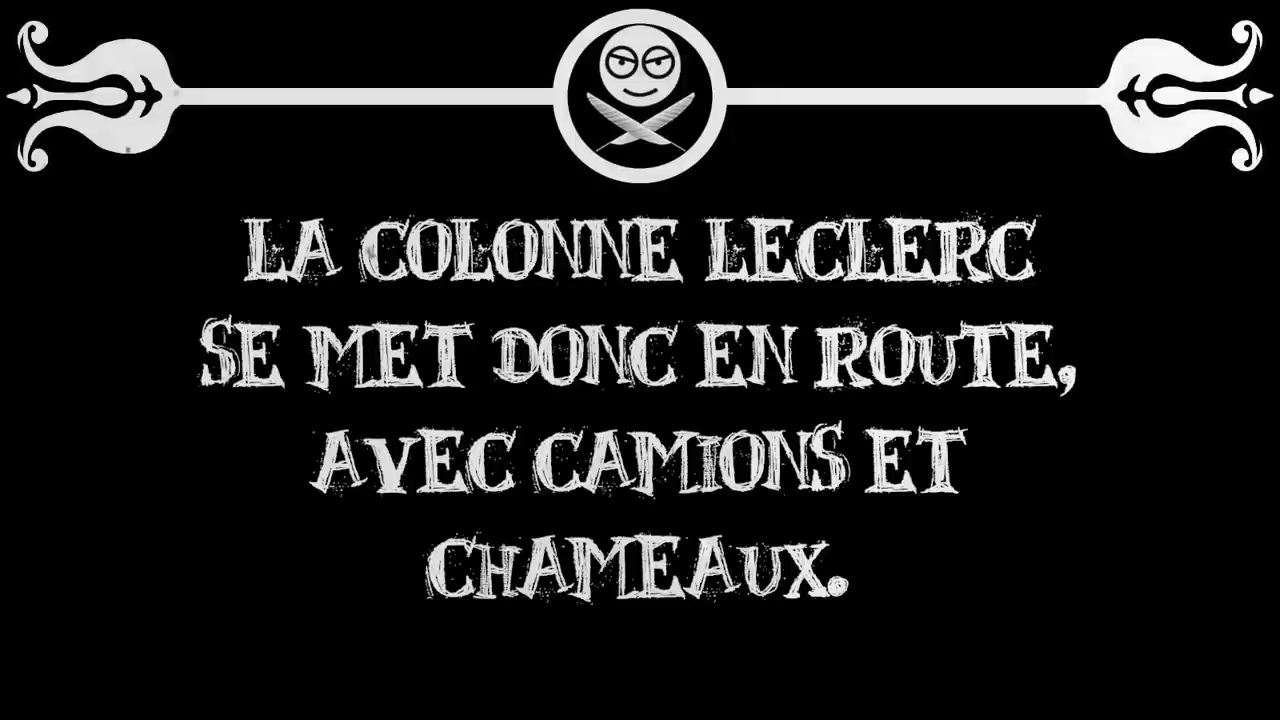 LA COLONNE LECLERC
SE MET DONC EN ROUTE,
AVEC CAMIONS ET
CHAMEAUX.